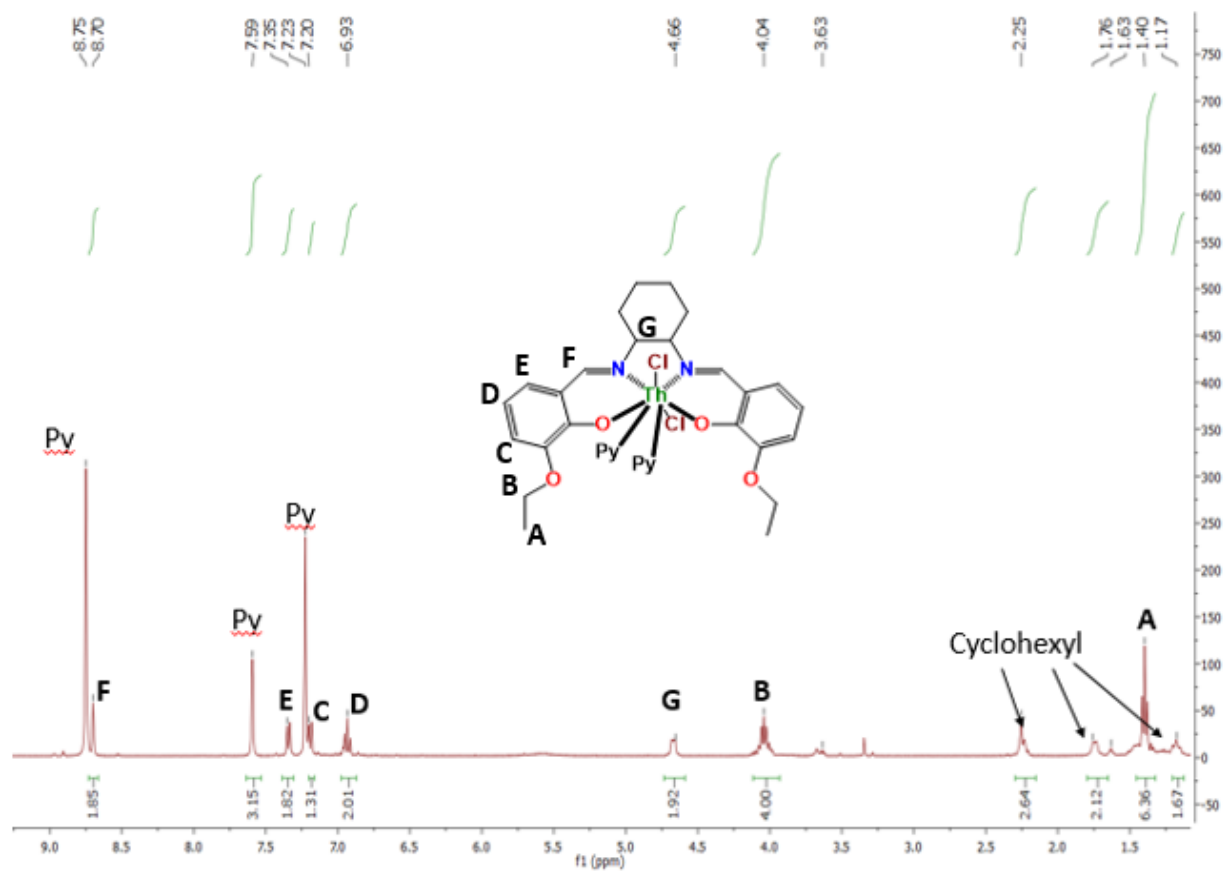 8.75
8.70
7.59
7.35
7.23
7.20
6.93
4.66
4.04
3.63
2.25
1.76
1.63
1.40
1.17
750
700
650
600
550
500
450
400
350
300
250
200
150
100
50
0
-50
G
F
N
Cl
N
E
D
Th
O
Cl
O
C
Py
Py
B
O
O
A
Py
Py
Py
F
E
C
D
G
B
Cyclohexyl
A
1.85
3.15
1.82
1.31
2.01
1.92
4.00
2.64
2.12
6.36
1.67
9.0 8.5 8.0 7.5 7.0 6.5 6.0 5.5 5.0 4.5 4.0 3.5 3.0 2.5 2.0 1.5
f1 (ppm)